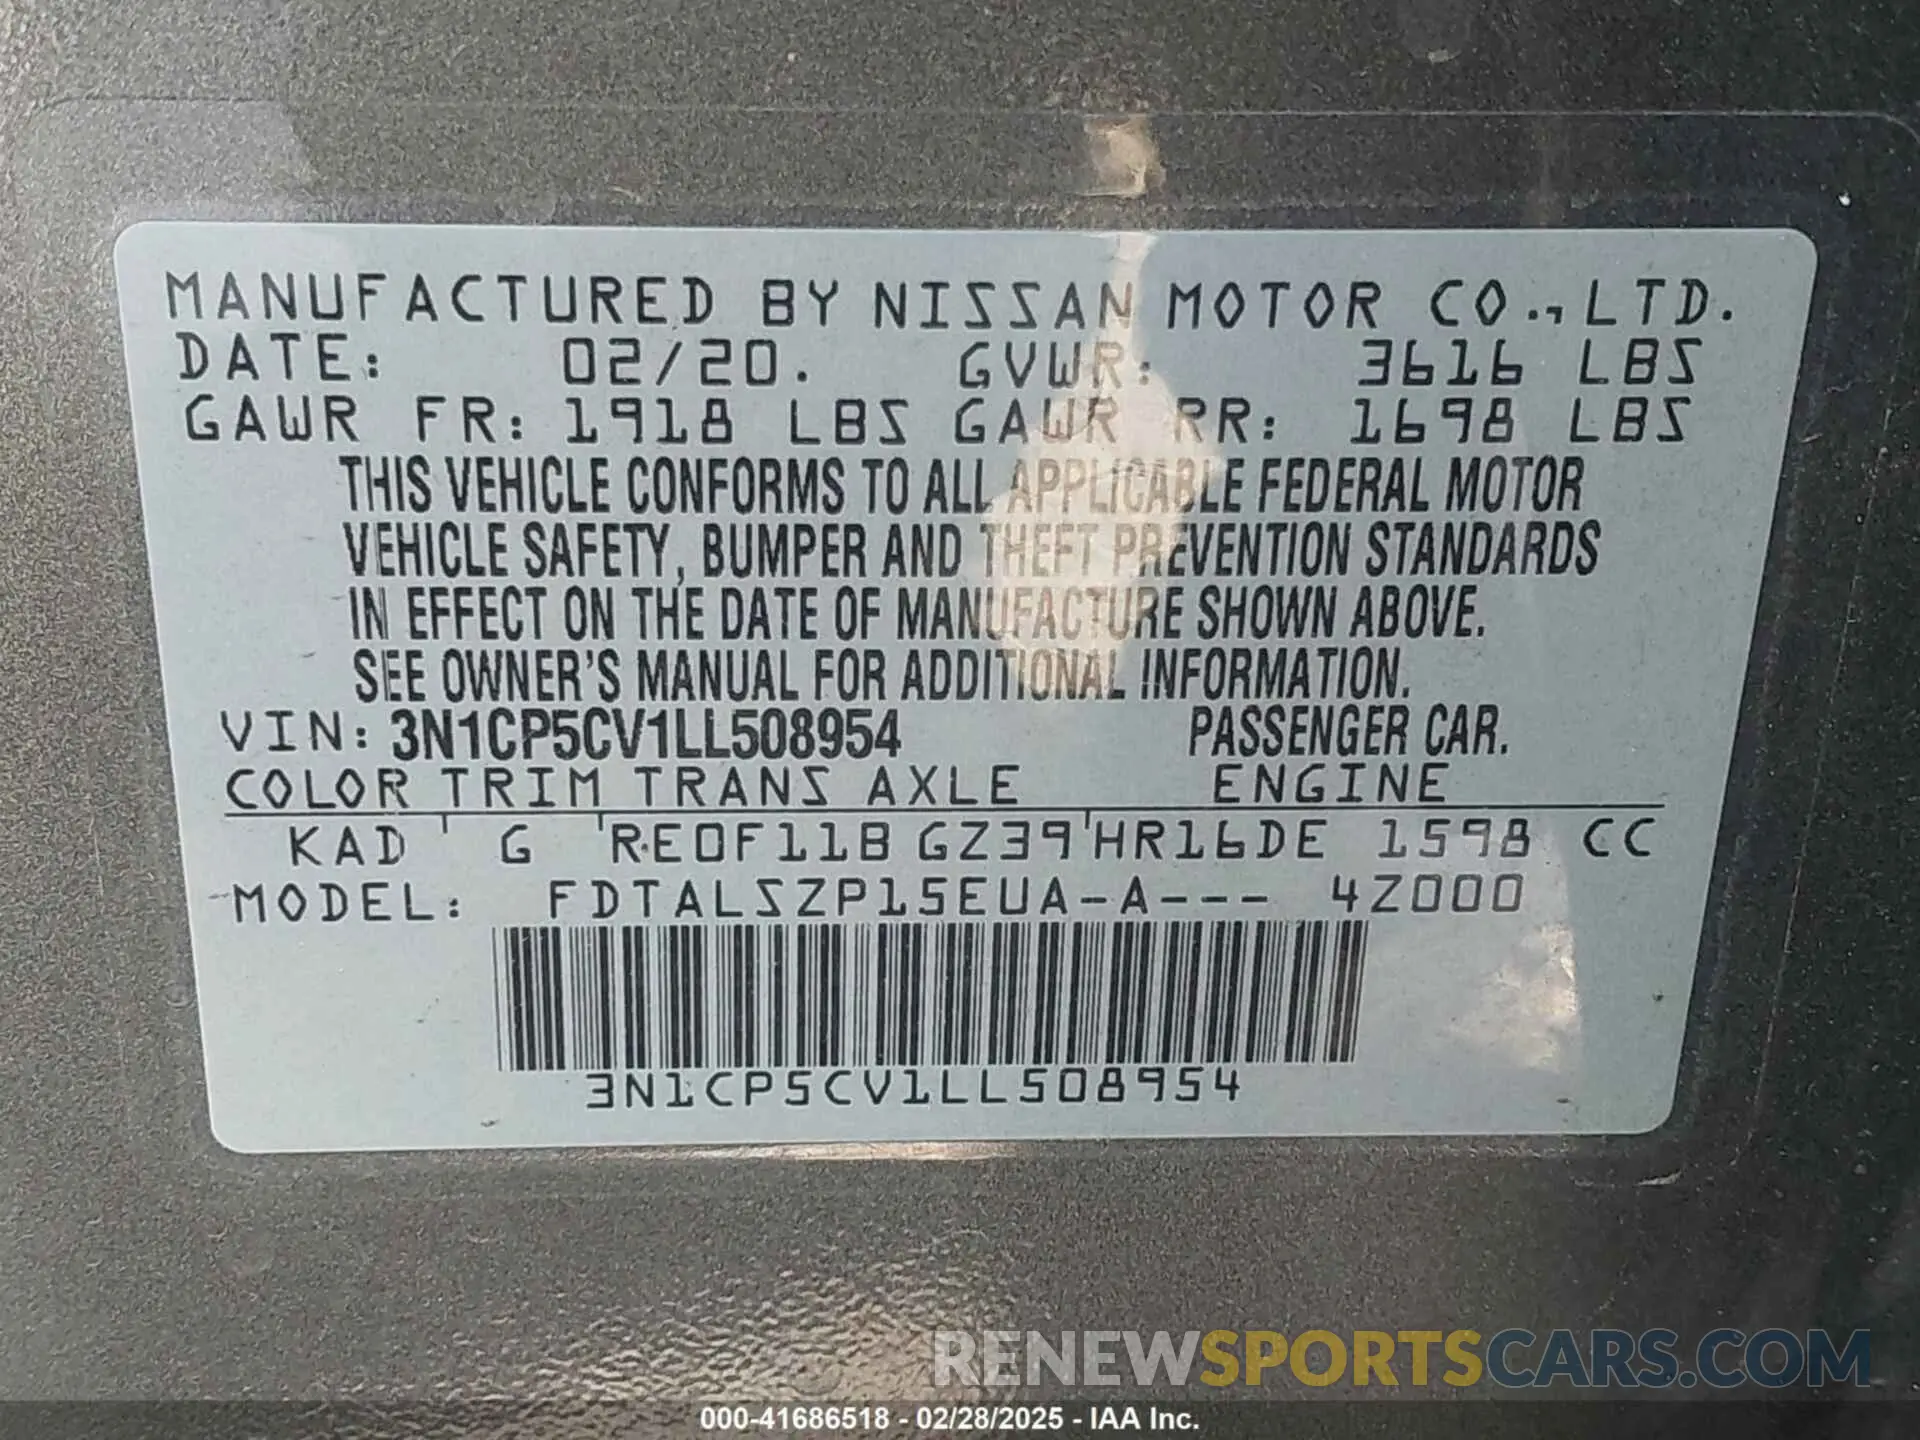 MANUFACTURED BY NISSAN MOTOR CO.,LTD.
DATE: 02/20. GVWR: 3616 LBS
GAWR FR: 1918 LBS GAWR RR: 1698 LBS
THIS VEHICLE CONFORMS TO ALL APPLICABLE FEDERAL MOTOR
VEHICLE SAFETY, BUMPER AND THEFT PREVENTION STANDARDS
IN EFFECT ON THE DATE OF MANUFACTURE SHOWN ABOVE.
SEE OWNER'S MANUAL FOR ADDITIONAL INFORMATION.
VIN: 3N1CP5CV1LL508954 PASSENGER CAR.
COLOR TRIM TRANS AXLE ENGINE
KAD G RE0F11B GZ39 HR16DE 1598 CC
MODEL: FDTALSZP15EUA-A--- 4Z000
3N1CP5CV1LL508954
RENEWSPORTSCARS.COM
000-41686518 - 02/28/2025 - IAA Inc.